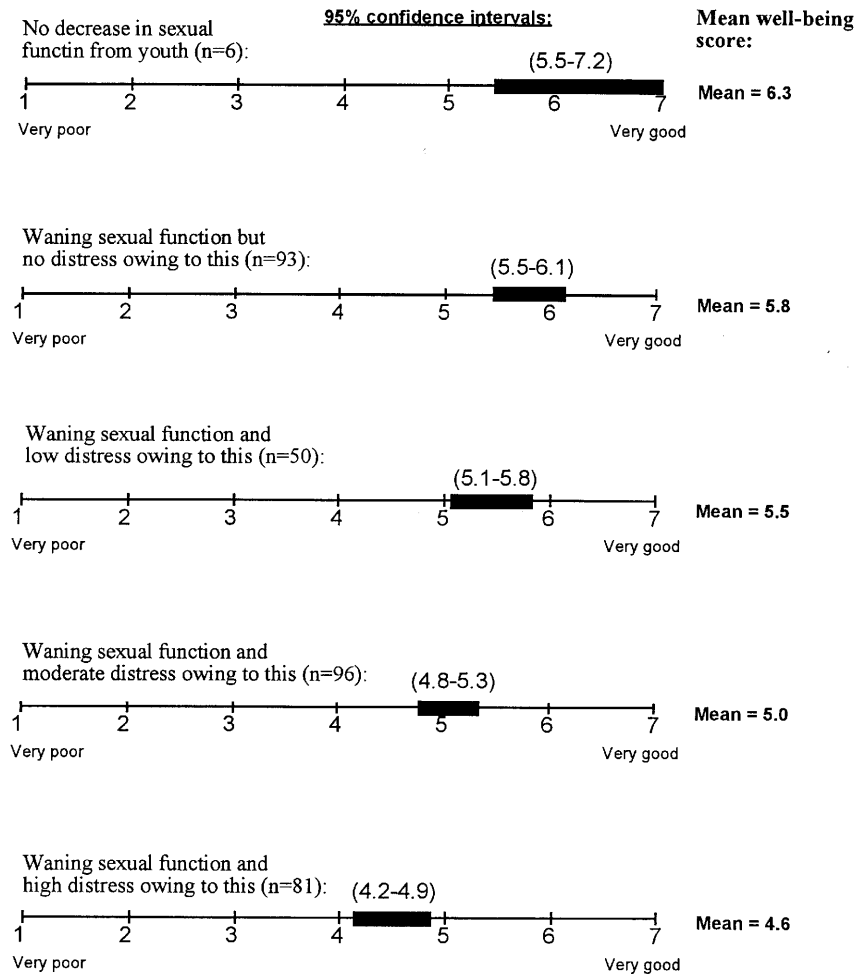 95% confidence intervals:
Mean well-being
score:
No decrease in sexual
functin from youth (n=6):
(5.5-7.2)
1 2 3 4 5 6 7
Mean = 6.3
Very poor Very good
Waning sexual function but
no distress owing to this (n=93):
(5.5-6.1)
1 2 3 4 5 6 7
Mean = 5.8
Very poor Very good
Waning sexual function and
low distress owing to this (n=50):
(5.1-5.8)
1 2 3 4 5 6 7
Mean = 5.5
Very poor Very good
Waning sexual function and
moderate distress owing to this (n=96):
(4.8-5.3)
1 2 3 4 5 6 7
Mean = 5.0
Very poor Very good
Waning sexual function and
high distress owing to this (n=81):
(4.2-4.9)
1 2 3 4 5 6 7
Mean = 4.6
Very poor Very good